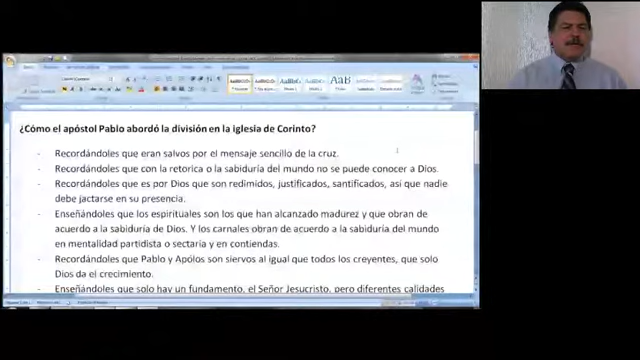 ¿Cómo el apóstol Pablo abordó la división en la iglesia de Corinto?
- Recordándoles que eran salvos por el mensaje sencillo de la cruz.
- Recordándoles que con la retorica o la sabiduría del mundo no se puede conocer a Dios.
- Recordándoles que es por Dios que son redimidos, justificados, santificados, asi que nadie
debe jactarse en su presencia.
- Enseñándoles que los espirituales son los que han alcanzado madurez y que obran de
acuerdo a la sabiduría de Dios. Y los carnales obran de acuerdo a la sabiduría del mundo
en mentalidad partidista o sectaria y en contiendas.
- Recordándoles que Pablo y Apólos son siervos al igual que todos los creyentes, que solo
Dios da el crecimiento.
- Enseñándoles que solo hay un fundamento, el Señor Jesucristo, pero diferentes calidades